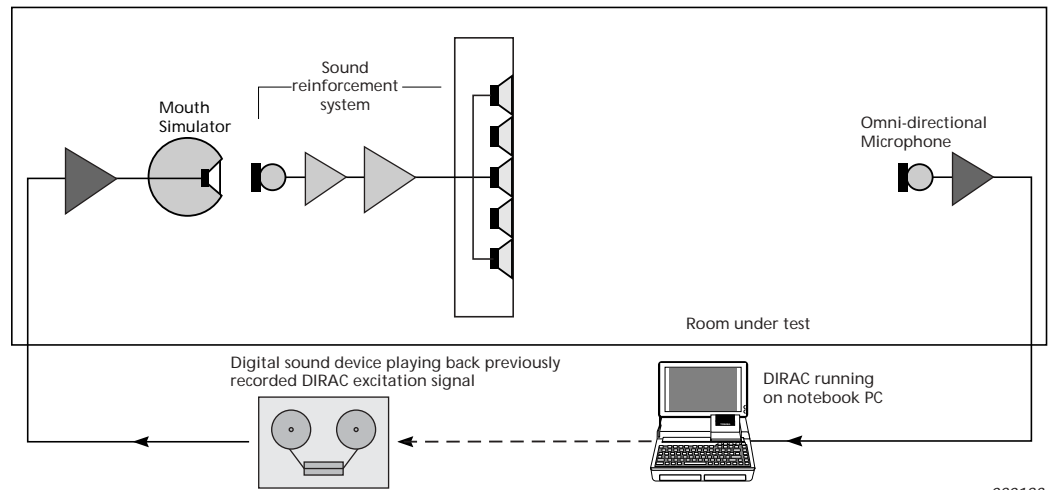 Sound
reinforcement
system
Mouth
Simulator
Omni-directional
Microphone
Room under test
Digital sound device playing back previously
recorded DIRAC excitation signal
DIRAC running
on notebook PC